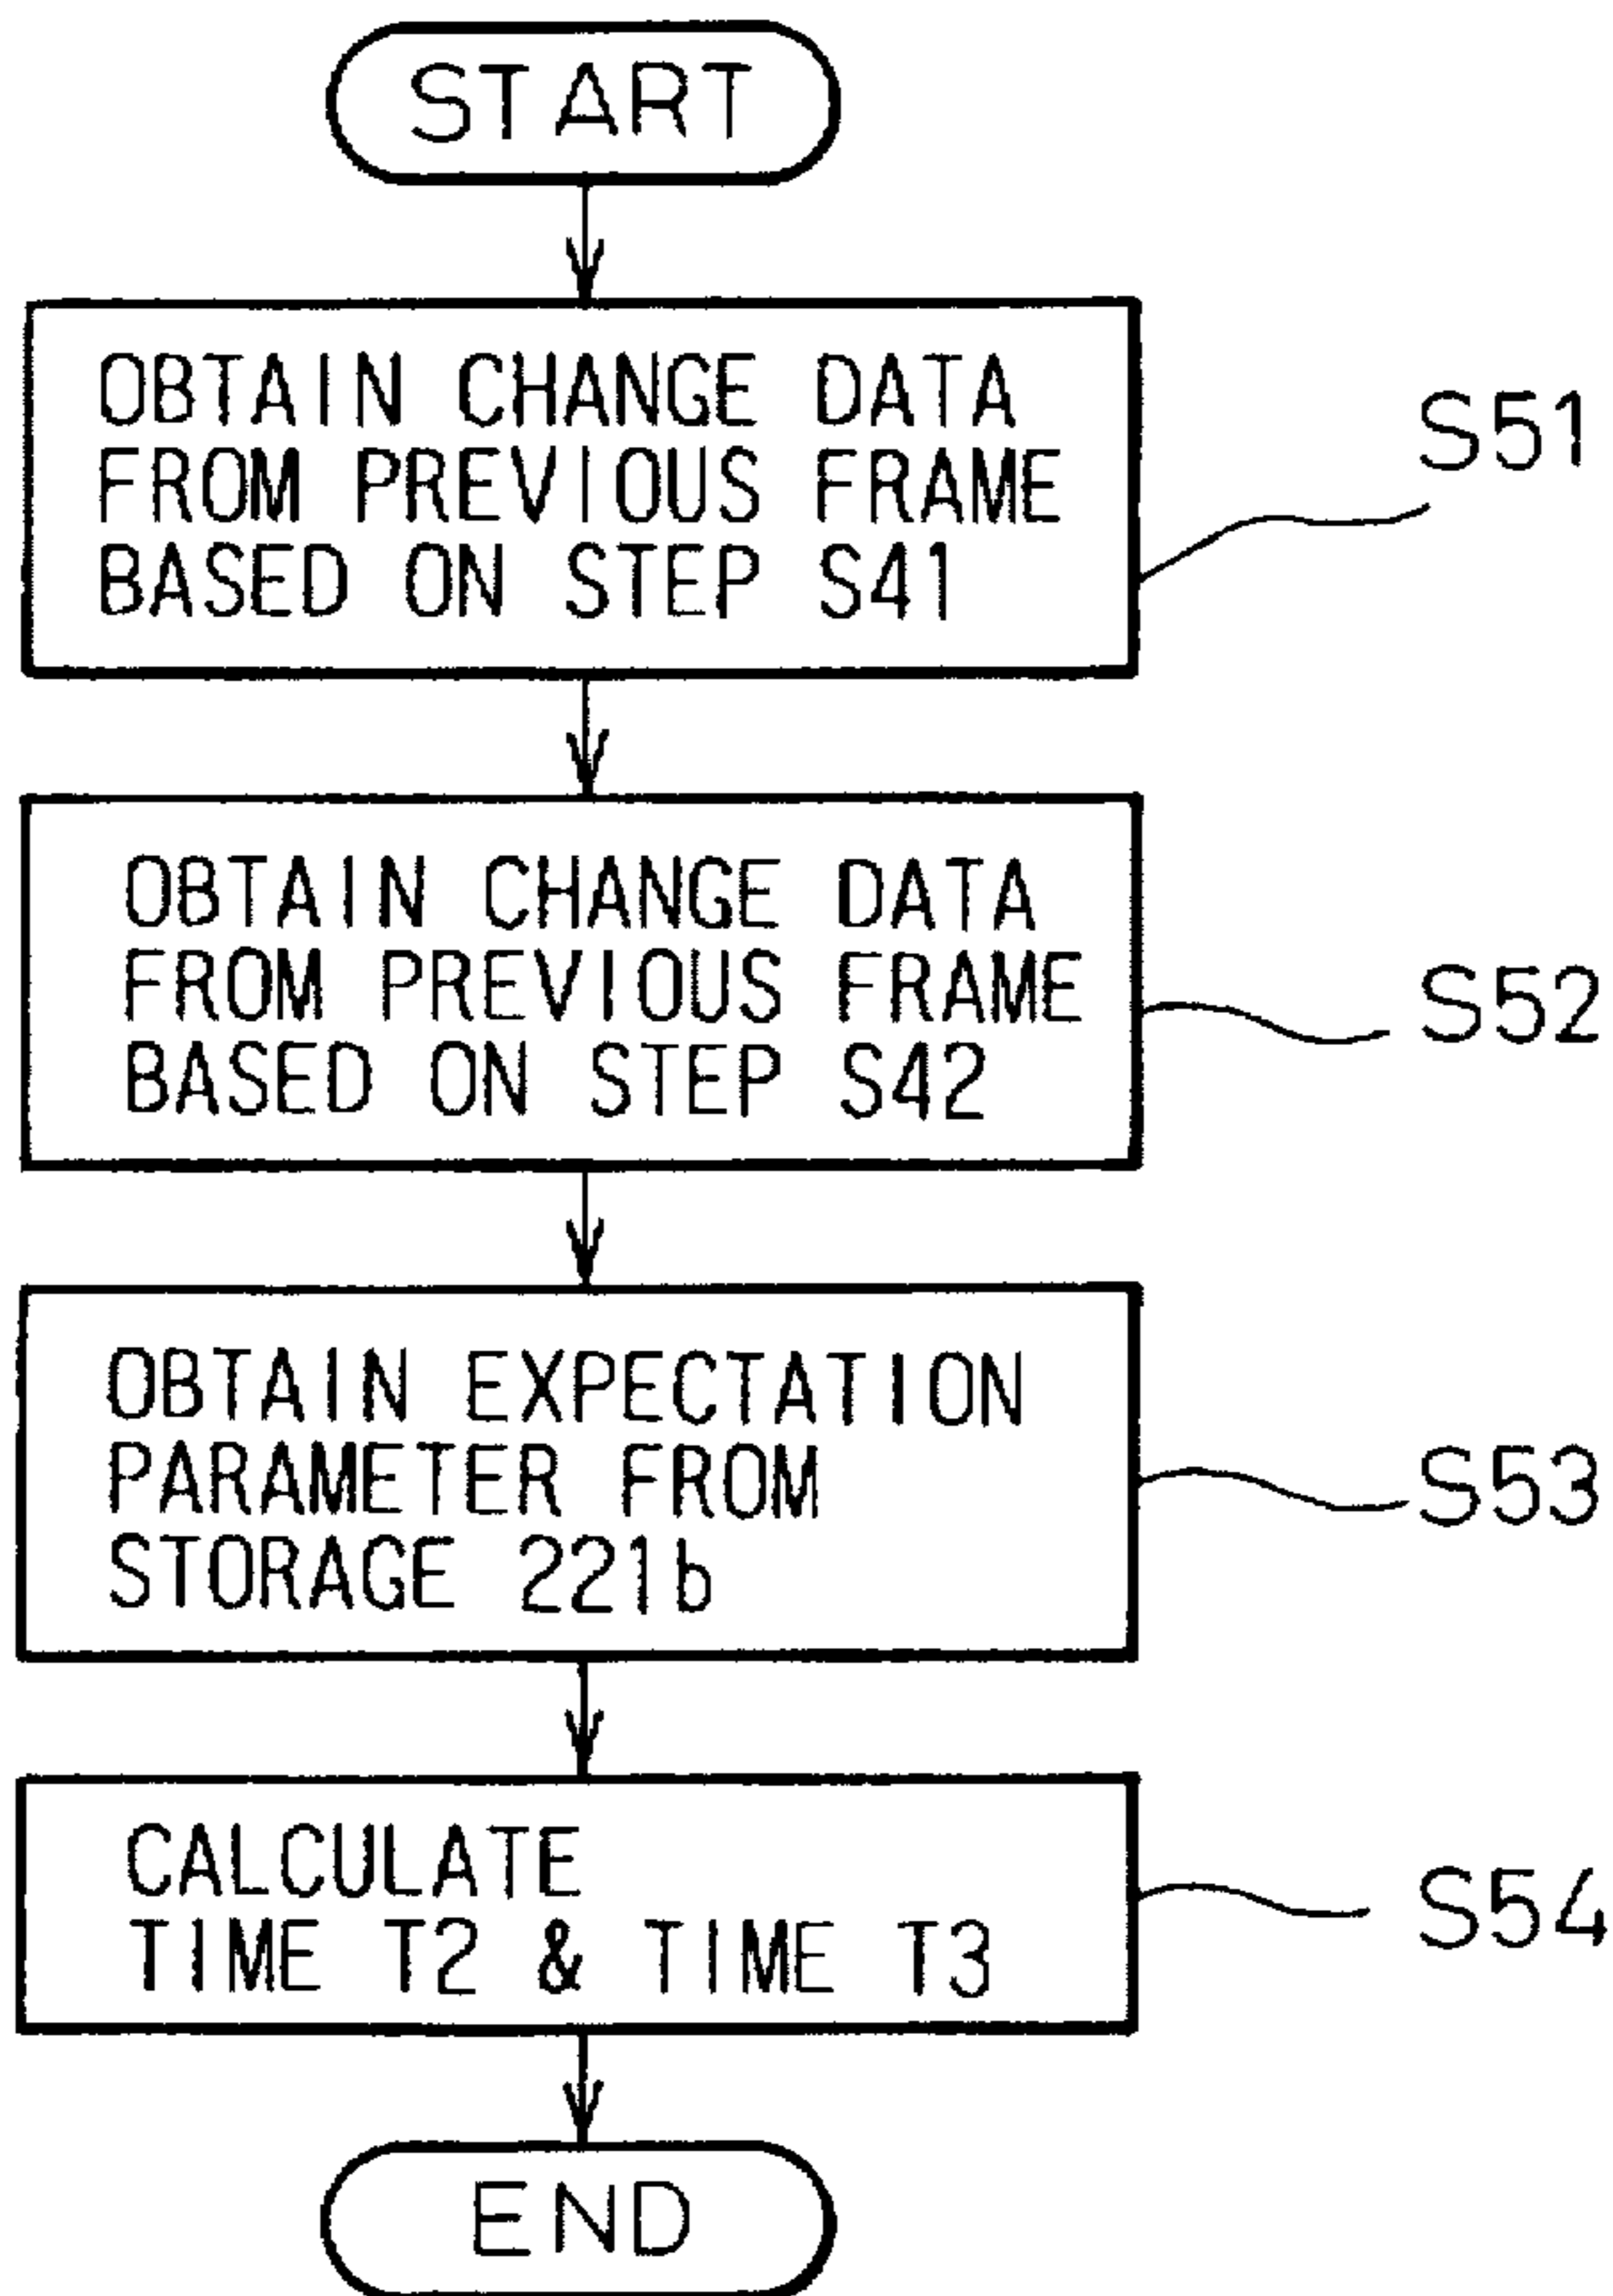 START
OBTAIN CHANGE DATA
FROM PREVIOUS FRAME
BASED ON STEP S41
S51
OBTAIN CHANGE DATA
FROM PREVIOUS FRAME
BASED ON STEP S42
S52
OBTAIN EXPECTATION
PARAMETER FROM
STORAGE 221b
S53
CALCULATE
TIME T2 & TIME T3
S54
END